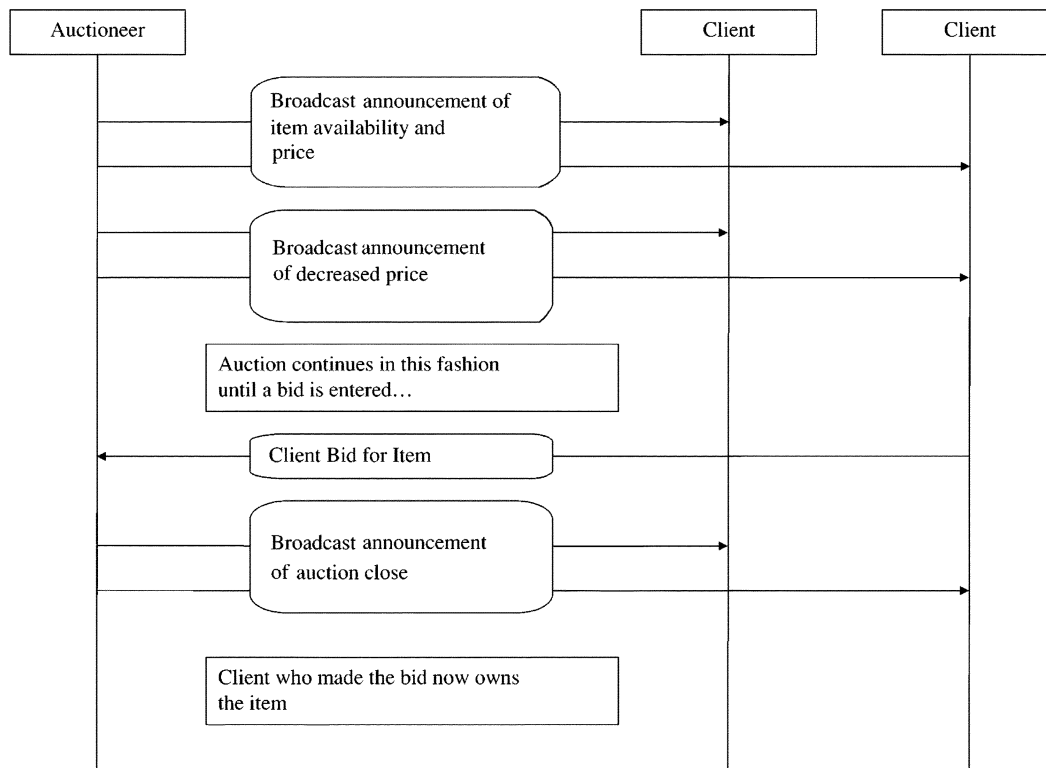 Auctioneer
Client
Client
Broadcast announcement of
item availability and
price
Broadcast announcement
of decreased price
Auction continues in this fashion
until a bid is entered…
Client Bid for Item
Broadcast announcement
of auction close
Client who made the bid now owns
the item